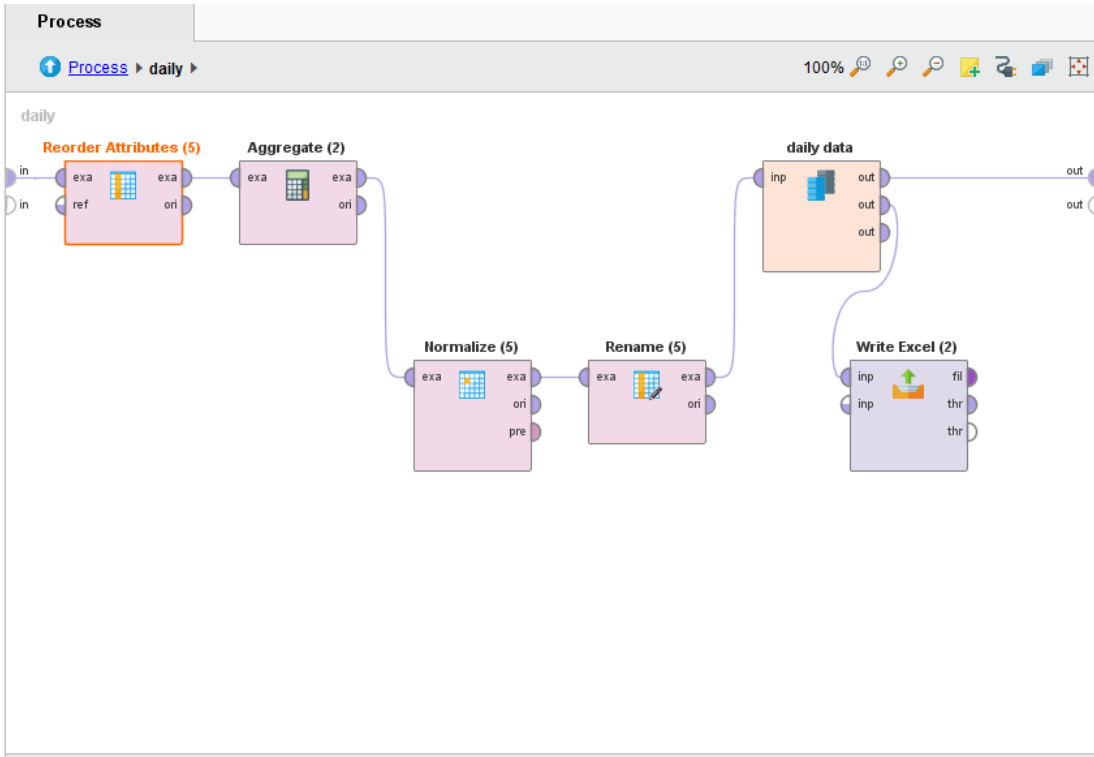 Process
Process daily
100%
daily
Reorder Attributes (5)
in
exa exa
in
ref ori
Aggregate (2)
exa exa
ori
Normalize (5)
exa exa
ori
pre
Rename (5)
exa exa
ori
daily data
inp out
out
out
Write Excel (2)
inp fil
inp thr
thr
out
out